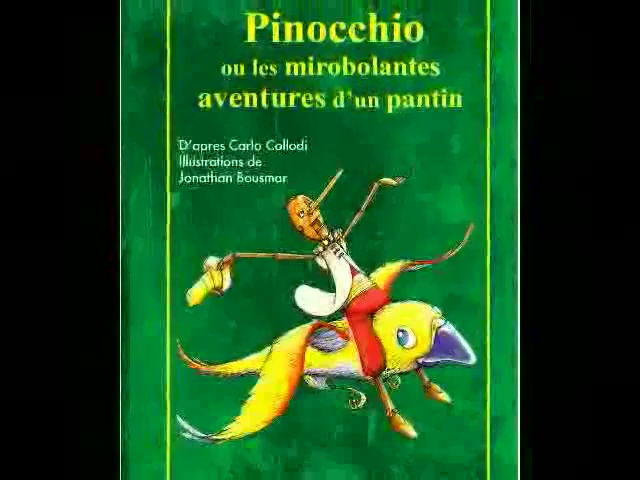 Pinocchio
ou les mirobolantes
aventures d'un pantin
D'apres Carlo Collodi
Illustrations de
Jonathan Bousmar